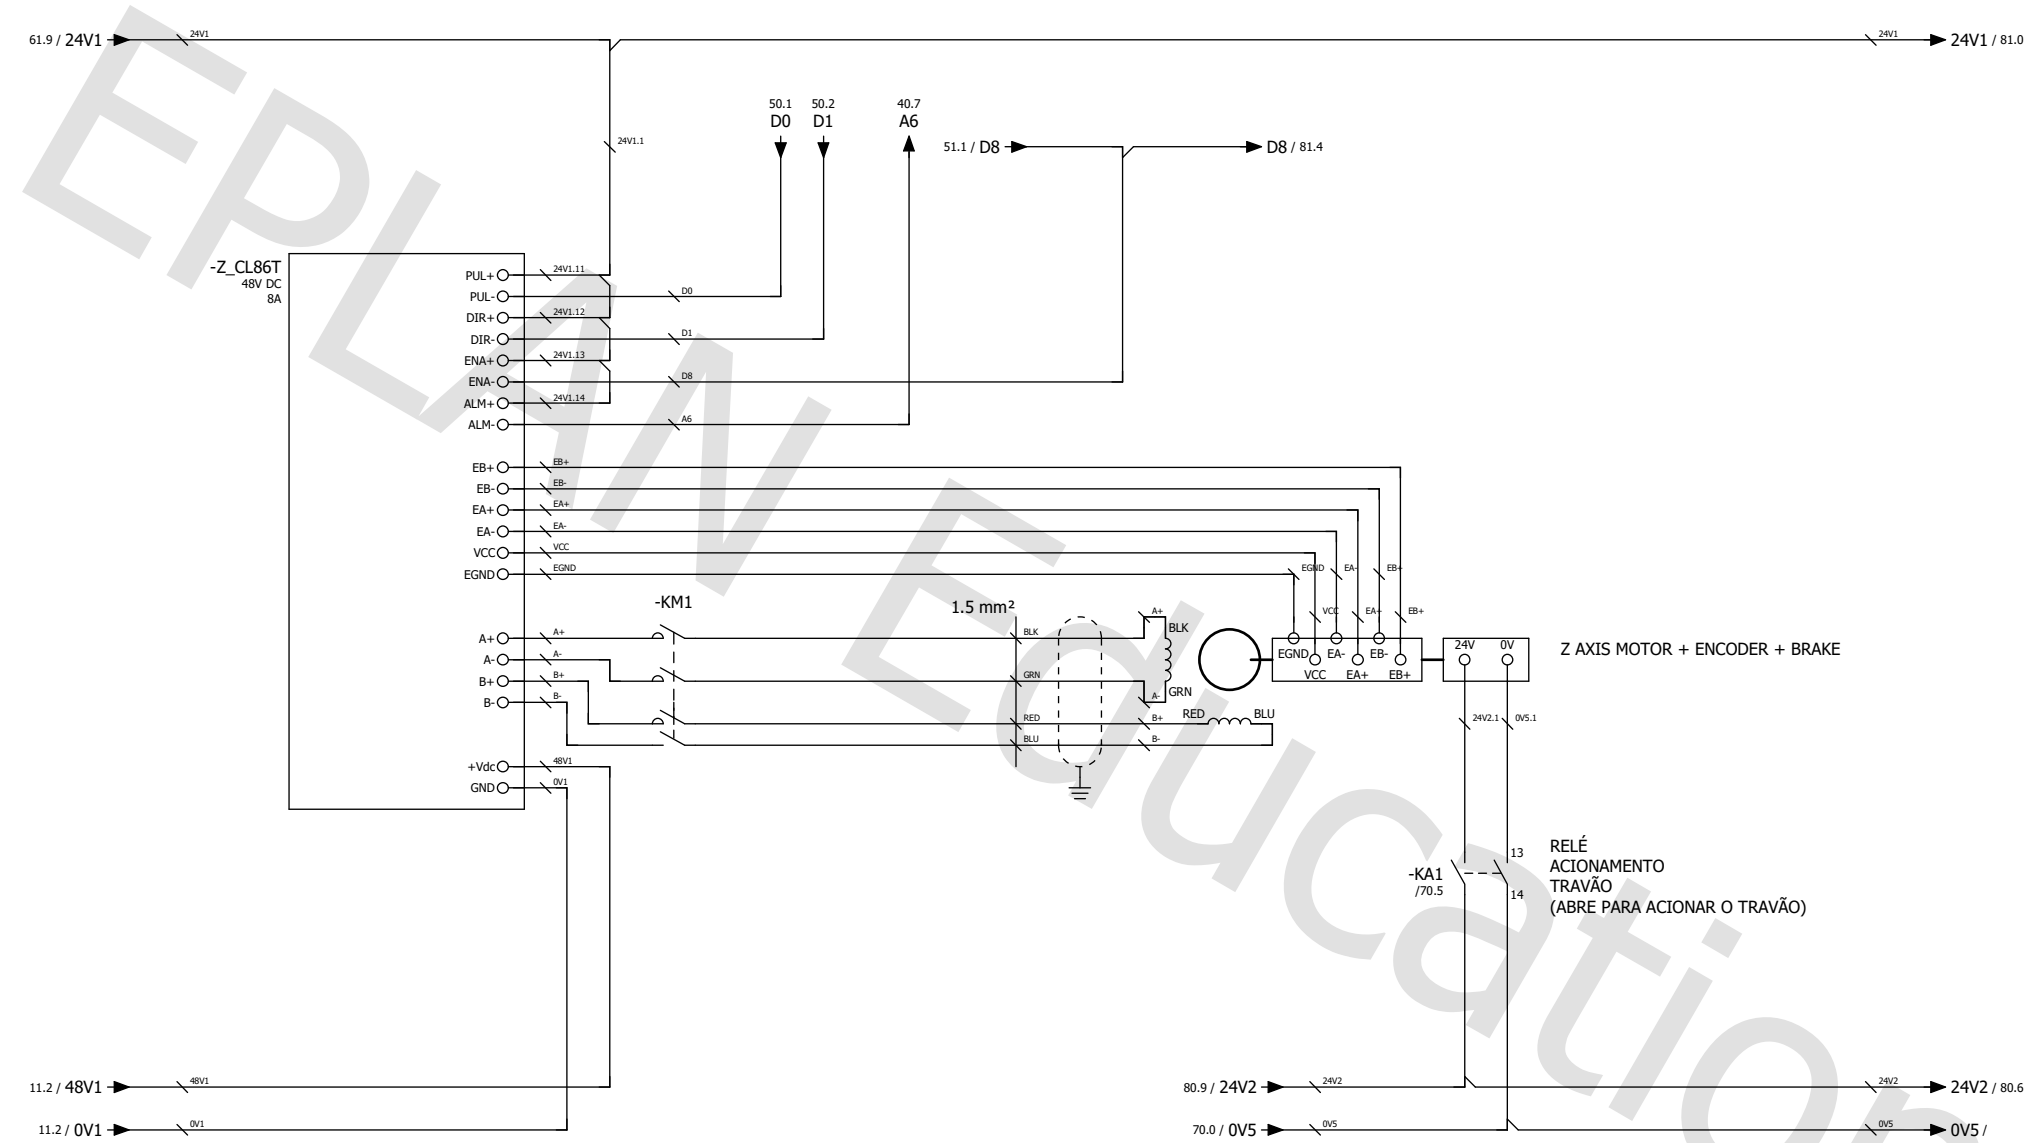 61.9 / 24V1
24V1
24V1
24V1 / 81.0
50.1
D0
50.2
D1
40.7
A6
24V1.1
51.1 / D8
D8 / 81.4
-Z_CL86T
48V DC
8A
PUL+
24V1.11
PUL-
D0
DIR+
24V1.12
DIR-
D1
ENA+
24V1.13
ENA-
D8
ALM+
24V1.14
ALM-
A6
EB+
EB+
EB-
EB-
EA+
EA+
EA-
EA-
VCC
VCC
EGND
EGND
EGND
EA-
EB+
VCC
EA+
EB+
-KM1
1.5 mm²
A+
A+
BLK
A+
BLK
A-
A-
B+
B+
GRN
A-
GRN
B-
B-
RED
B+
RED
BLU
BLU
B-
EGND
EA-
EB-
VCC
EA+
EB+
24V
0V
Z AXIS MOTOR + ENCODER + BRAKE
24V2.1
0V5.1
+Vdc
48V1
GND
0V1
-KA1
/70.5
13
14
RELÉ
ACIONAMENTO
TRAVÃO
(ABRE PARA ACIONAR O TRAVÃO)
11.2 / 48V1
48V1
80.9 / 24V2
24V2
24V2
24V2 / 80.6
11.2 / 0V1
0V1
70.0 / 0V5
0V5
0V5
0V5 /
EPLAN Education